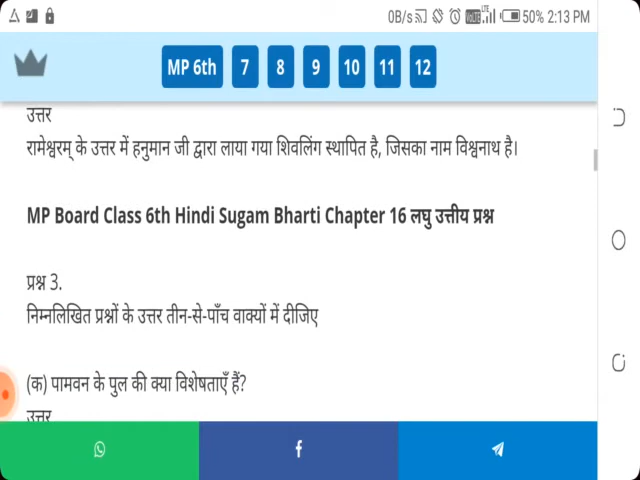 0B/s 50% 2:13 PM
MP 6th 7 8 9 10 11 12
उत्तर
रामेश्वरम् के उत्तर में हनुमान जी द्वारा लाया गया शिवलिंग स्थापित है, जिसका नाम विश्वनाथ है।
MP Board Class 6th Hindi Sugam Bharti Chapter 16 लघु उत्तीय प्रश्न
प्रश्न 3.
निम्नलिखित प्रश्नों के उत्तर तीन-से-पाँच वाक्यों में दीजिए
(क) पामवन के पुल की क्या विशेषताएँ हैं?
उत्तर